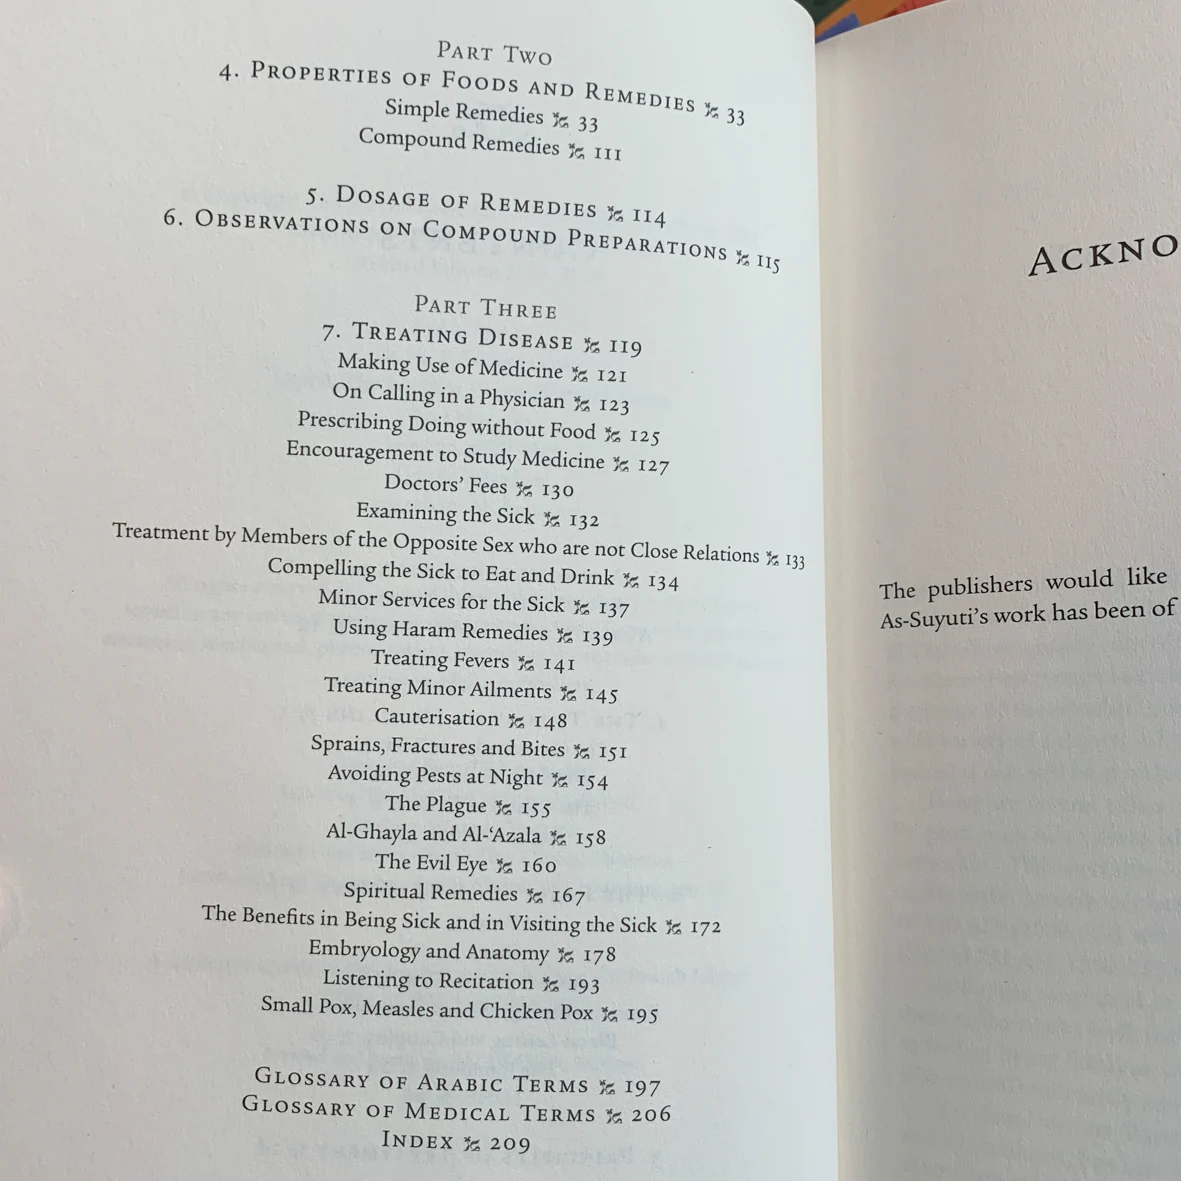 PART TWO
4. PROPERTIES OF FOODS AND REMEDIES 33
Simple Remedies 33
Compound Remedies 111
5. DOSAGE OF REMEDIES 114
6. OBSERVATIONS ON COMPOUND PREPARATIONS 115
PART THREE
7. TREATING DISEASE 119
Making Use of Medicine 121
On Calling in a Physician 123
Prescribing Doing without Food 125
Encouragement to Study Medicine 127
Doctors' Fees 130
Examining the Sick 132
Treatment by Members of the Opposite Sex who are not Close Relations 133
Compelling the Sick to Eat and Drink 134
Minor Services for the Sick 137
Using Haram Remedies 139
Treating Fevers 141
Treating Minor Ailments 145
Cauterisation 148
Sprains, Fractures and Bites 151
Avoiding Pests at Night 154
The Plague 155
Al-Ghayla and Al-‘Azala 158
The Evil Eye 160
Spiritual Remedies 167
The Benefits in Being Sick and in Visiting the Sick 172
Embryology and Anatomy 178
Listening to Recitation 193
Small Pox, Measles and Chicken Pox 195
GLOSSARY OF ARABIC TERMS 197
GLOSSARY OF MEDICAL TERMS 206
INDEX 209
ACKNO
The publishers would like
As-Suyuti's work has been of